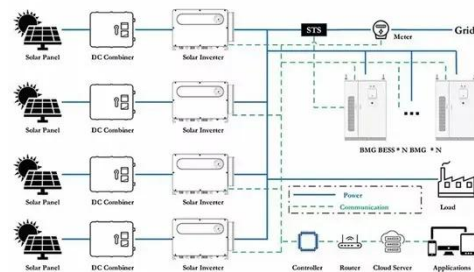 STS
Meter
Grid
Solar Panel DC Combiner Solar Inverter
Solar Panel DC Combiner Solar Inverter
BMG BESS * N BMG * N
Solar Panel DC Combiner Solar Inverter
Power
Communication
Load
Solar Panel DC Combiner Solar Inverter
Controller Router Cloud Server Applications